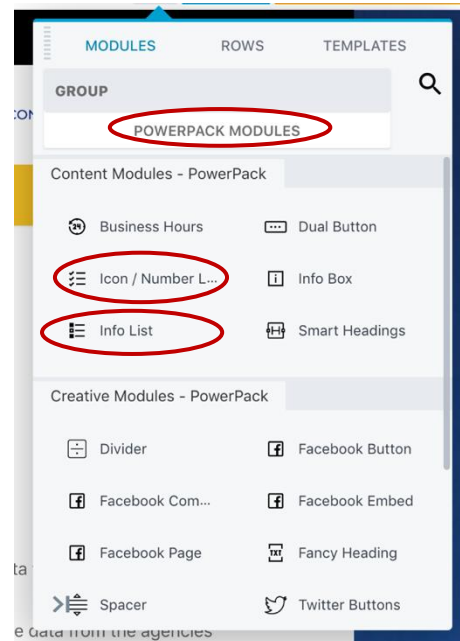 MODULES ROWS TEMPLATES
GROUP
CON
POWERPACK MODULES
Content Modules - PowerPack
Business Hours Dual Button
Icon / Number L... Info Box
Info List Smart Headings
Creative Modules - PowerPack
Divider Facebook Button
Facebook Com... Facebook Embed
Facebook Page Fancy Heading
ta
Spacer Twitter Buttons
e data from the agencies